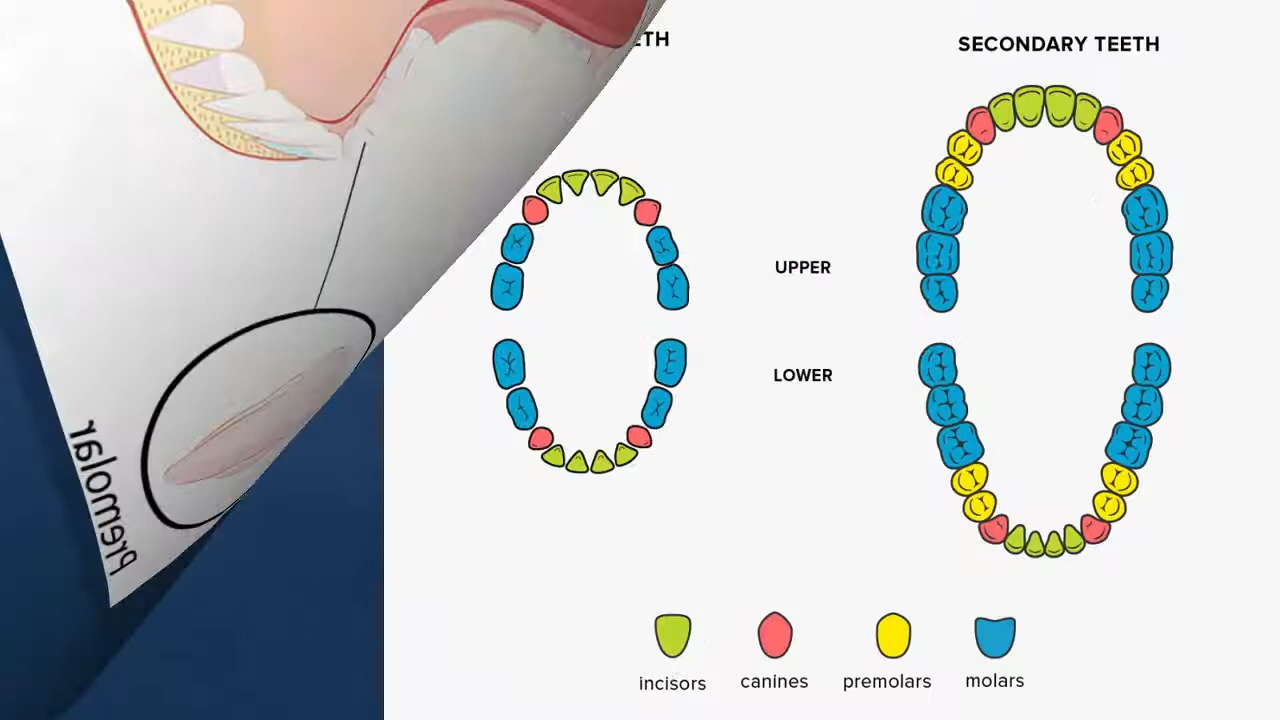 ETH
SECONDARY TEETH
UPPER
LOWER
Premolar
incisors
canines
premolars
molars